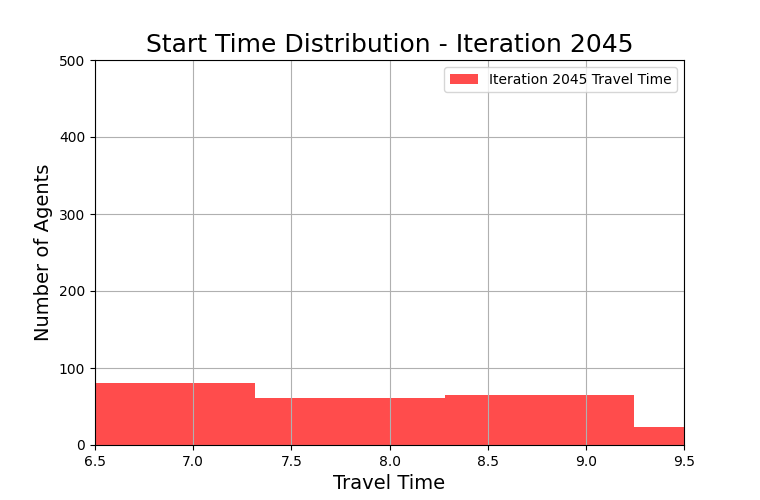 Start Time Distribution - Iteration 2045
Iteration 2045 Travel Time
Number of Agents
500
400
300
200
100
0
6.5 7.0 7.5 8.0 8.5 9.0 9.5
Travel Time